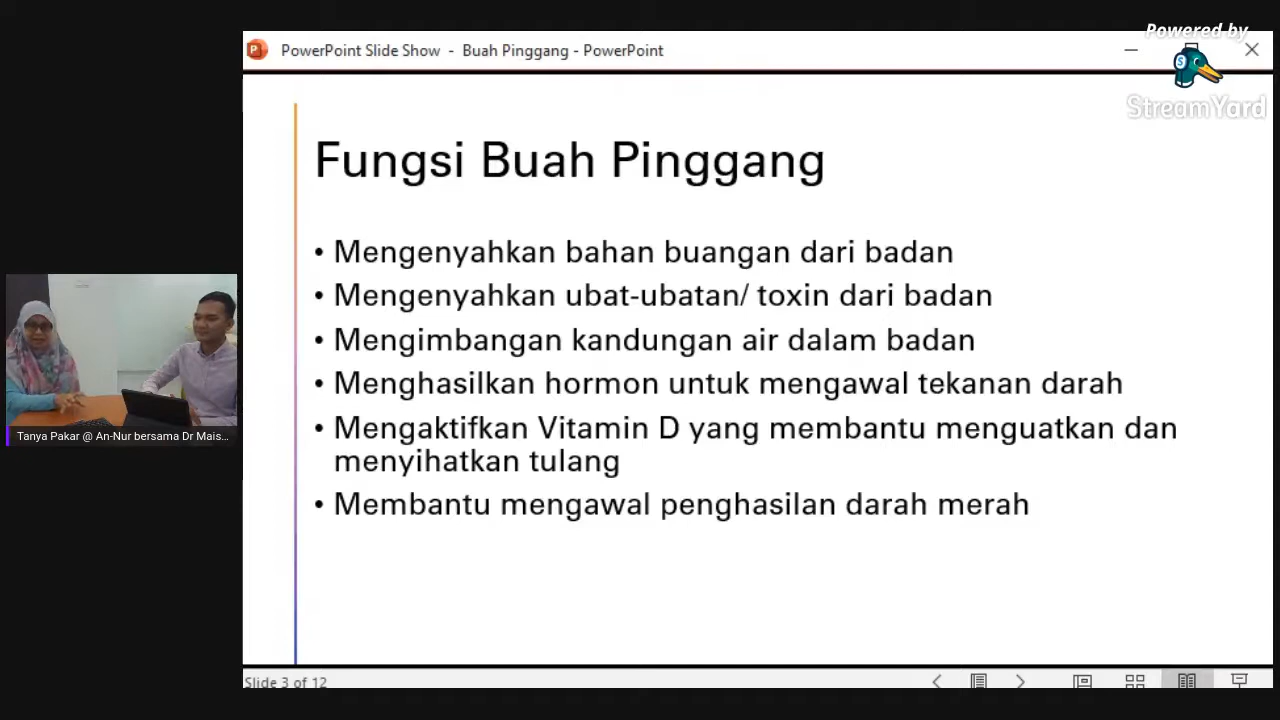 PowerPoint Slide Show - Buah Pinggang - PowerPoint
Powered by
StreamYard
Fungsi Buah Pinggang
• Mengenyahkan bahan buangan dari badan
• Mengenyahkan ubat-ubatan/ toxin dari badan
• Mengimbangan kandungan air dalam badan
• Menghasilkan hormon untuk mengawal tekanan darah
• Mengaktifkan Vitamin D yang membantu menguatkan dan
menyihatkan tulang
• Membantu mengawal penghasilan darah merah
Tanya Pakar @ An-Nur bersama Dr Mais...
Slide 3 of 12